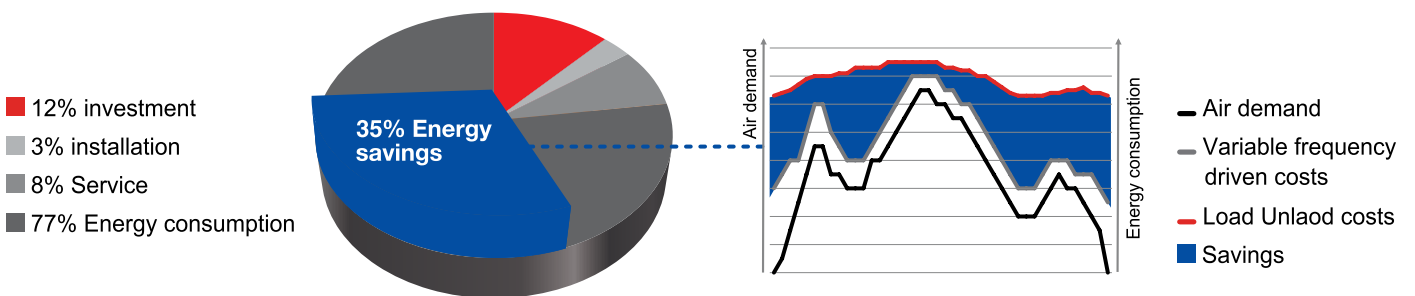 12% investment
3% installation
8% Service
77% Energy consumption
35% Energy
savings
Air demand
Energy consumption
Air demand
Variable frequency
driven costs
Load Unlaod costs
Savings